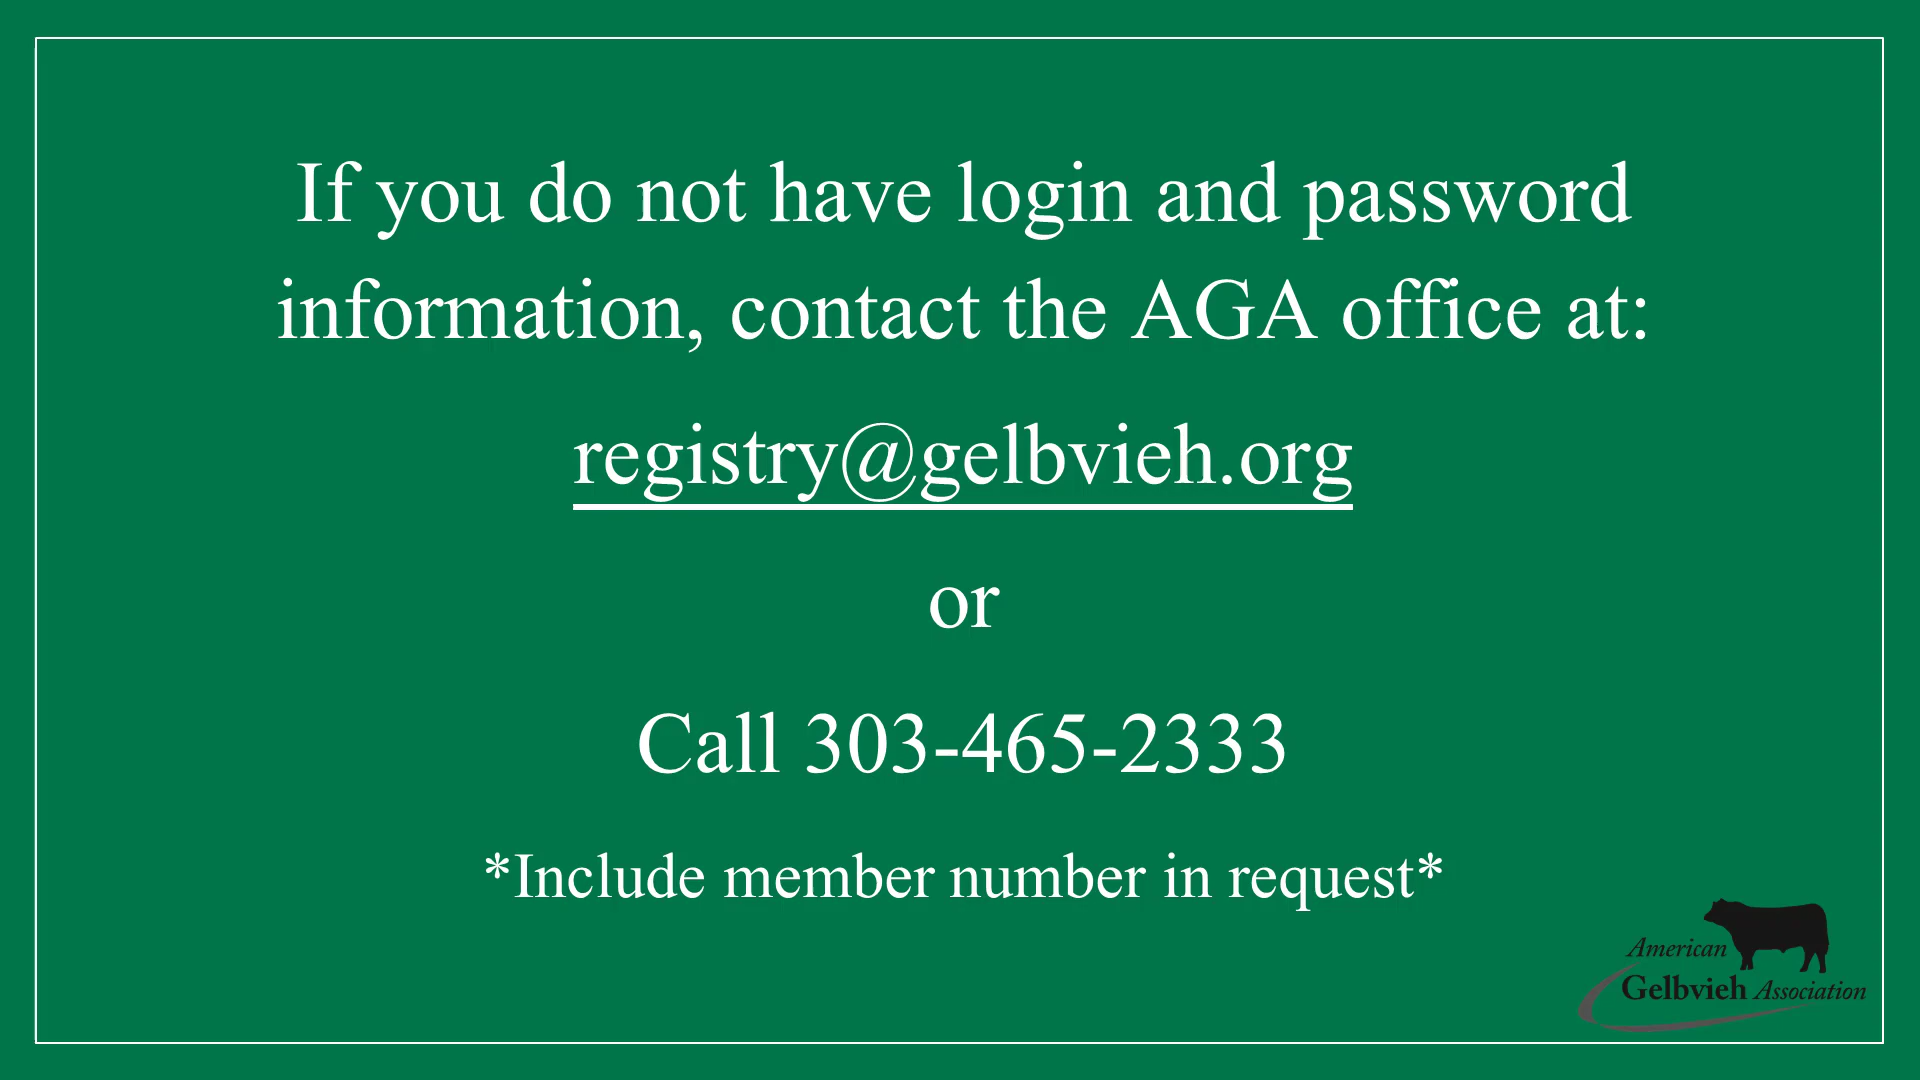 If you do not have login and password
information, contact the AGA office at:
registry@gelbvieh.org
or
Call 303-465-2333
*Include member number in request*
American
Gelbvieh Association